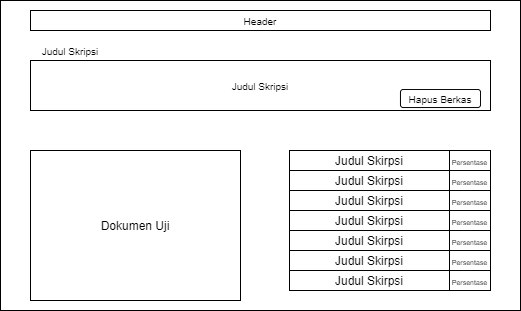 Header
Judul Skripsi
Judul Skripsi
Hapus Berkas
Dokumen Uji
Judul Skirpsi Persentase
Judul Skirpsi Persentase
Judul Skirpsi Persentase
Judul Skirpsi Persentase
Judul Skirpsi Persentase
Judul Skirpsi Persentase
Judul Skirpsi Persentase